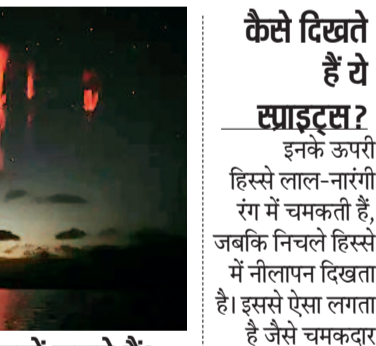 कैसे दिखते
हैं ये
स्प्राइट्स?
इनके ऊपरी
हिस्से लाल-नारंगी
रंग में चमकती हैं,
जबकि निचले हिस्से
में नीलापन दिखता
है। इससे ऐसा लगता
है जैसे चमकदार